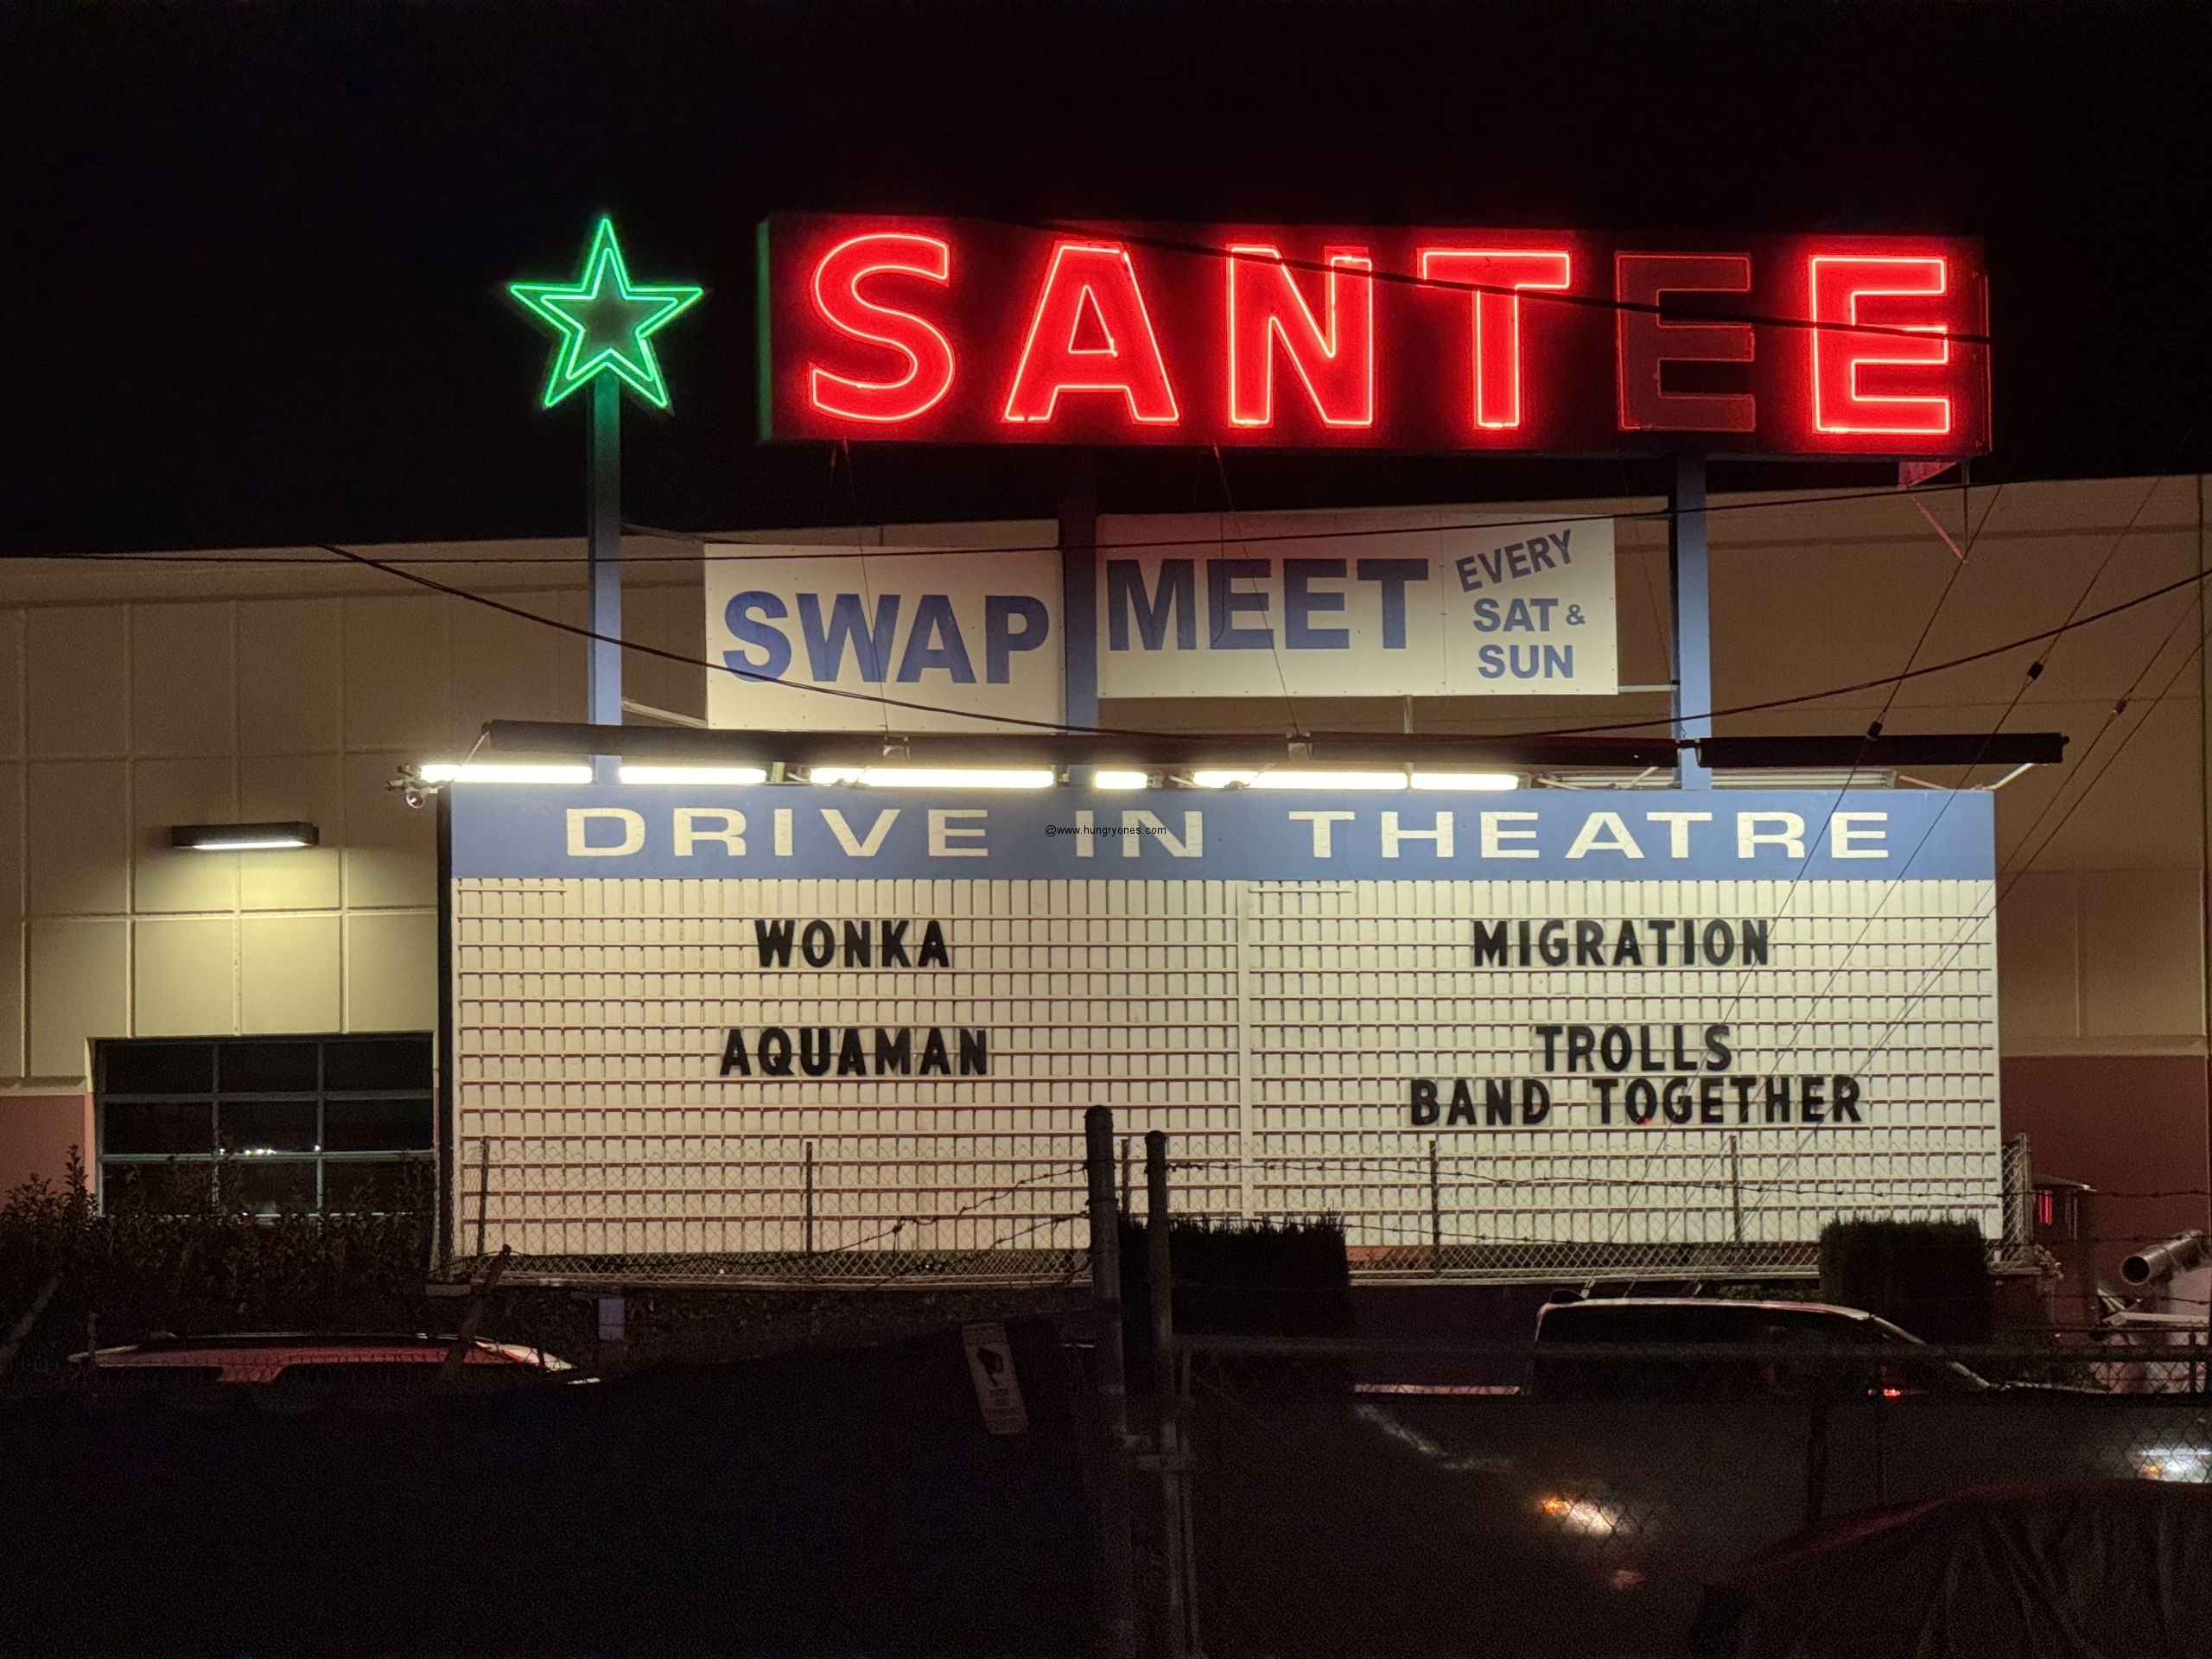 SANTEE
SWAP MEET
EVERY
SAT &
SUN
DRIVE IN THEATRE
@www.hungryones.com
WONKA
AQUAMAN
MIGRATION
TROLLS
BAND TOGETHER